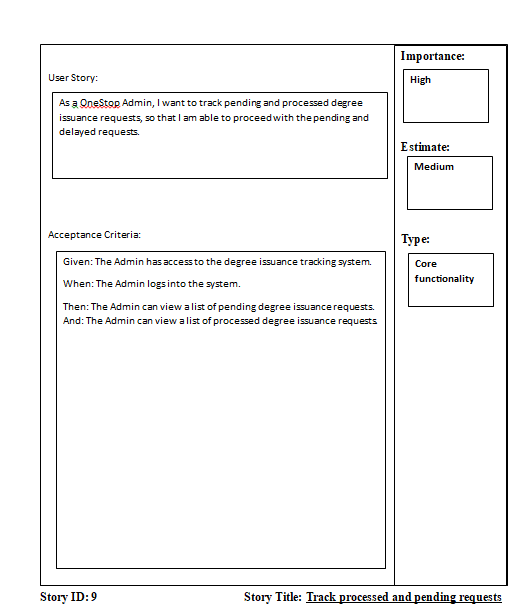 User Story:
As a OneStop Admin, I want to track pending and processed degree
issuance requests, so that I am able to proceed with the pending and
delayed requests.
Acceptance Criteria:
Given: The Admin has access to the degree issuance tracking system.
When: The Admin logs into the system.
Then: The Admin can view a list of pending degree issuance requests.
And: The Admin can view a list of processed degree issuance requests
Importance:
High
Estimate:
Medium
Type:
Core
functionality
Story ID: 9
Story Title: Track processed and pending requests